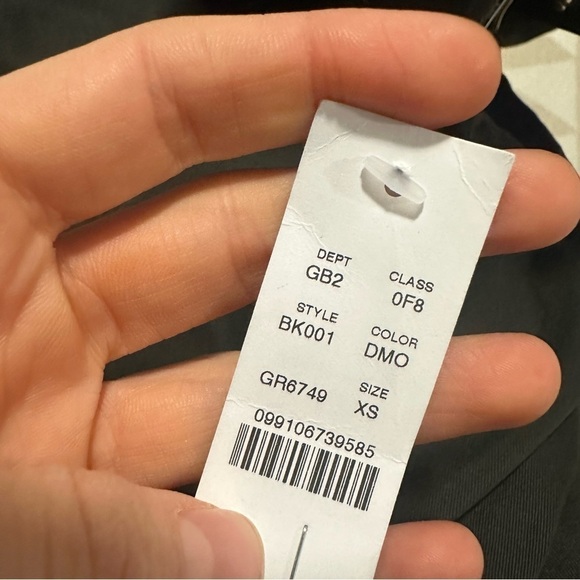 DEPT CLASS
GB2 0F8
STYLE COLOR
BK001 DMO
GR6749 SIZE
XS
099106739585